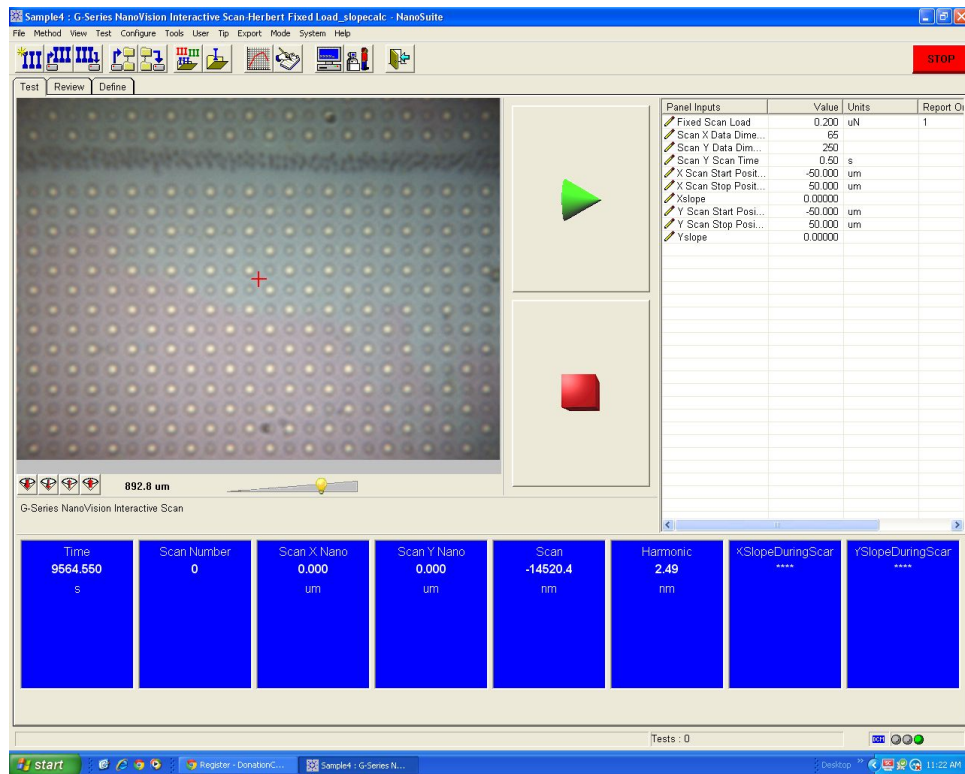 Sample4 : G-Series NanoVision Interactive Scan-Herbert Fixed Load_slopecalc - NanoSuite
File Method View Test Configure Tools User Tip Export Mode System Help
STOP
Test Review Define
Panel Inputs Value Units Report O
Fixed Scan Load 0.200 uN 1
Scan X Data Dime... 65
Scan Y Data Dim... 250
Scan Y Scan Time 0.50 s
X Scan Start Posit... -50.000 um
X Scan Stop Posit... 50.000 um
Xslope 0.00000
Y Scan Start Posi... -50.000 um
Y Scan Stop Posi... 50.000 um
Yslope 0.00000
892.8 um
G-Series NanoVision Interactive Scan
Time Scan Number Scan X Nano Scan Y Nano Scan Harmonic XSlopeDuringScar YSlopeDuringScar
9564.550 0 0.000 0.000 -14520.4 2.49 **** ****
s um um nm nm
Tests : 0
DCM
start Register - DonationC... Sample4 : G-Series N... Desktop » 11:22 AM